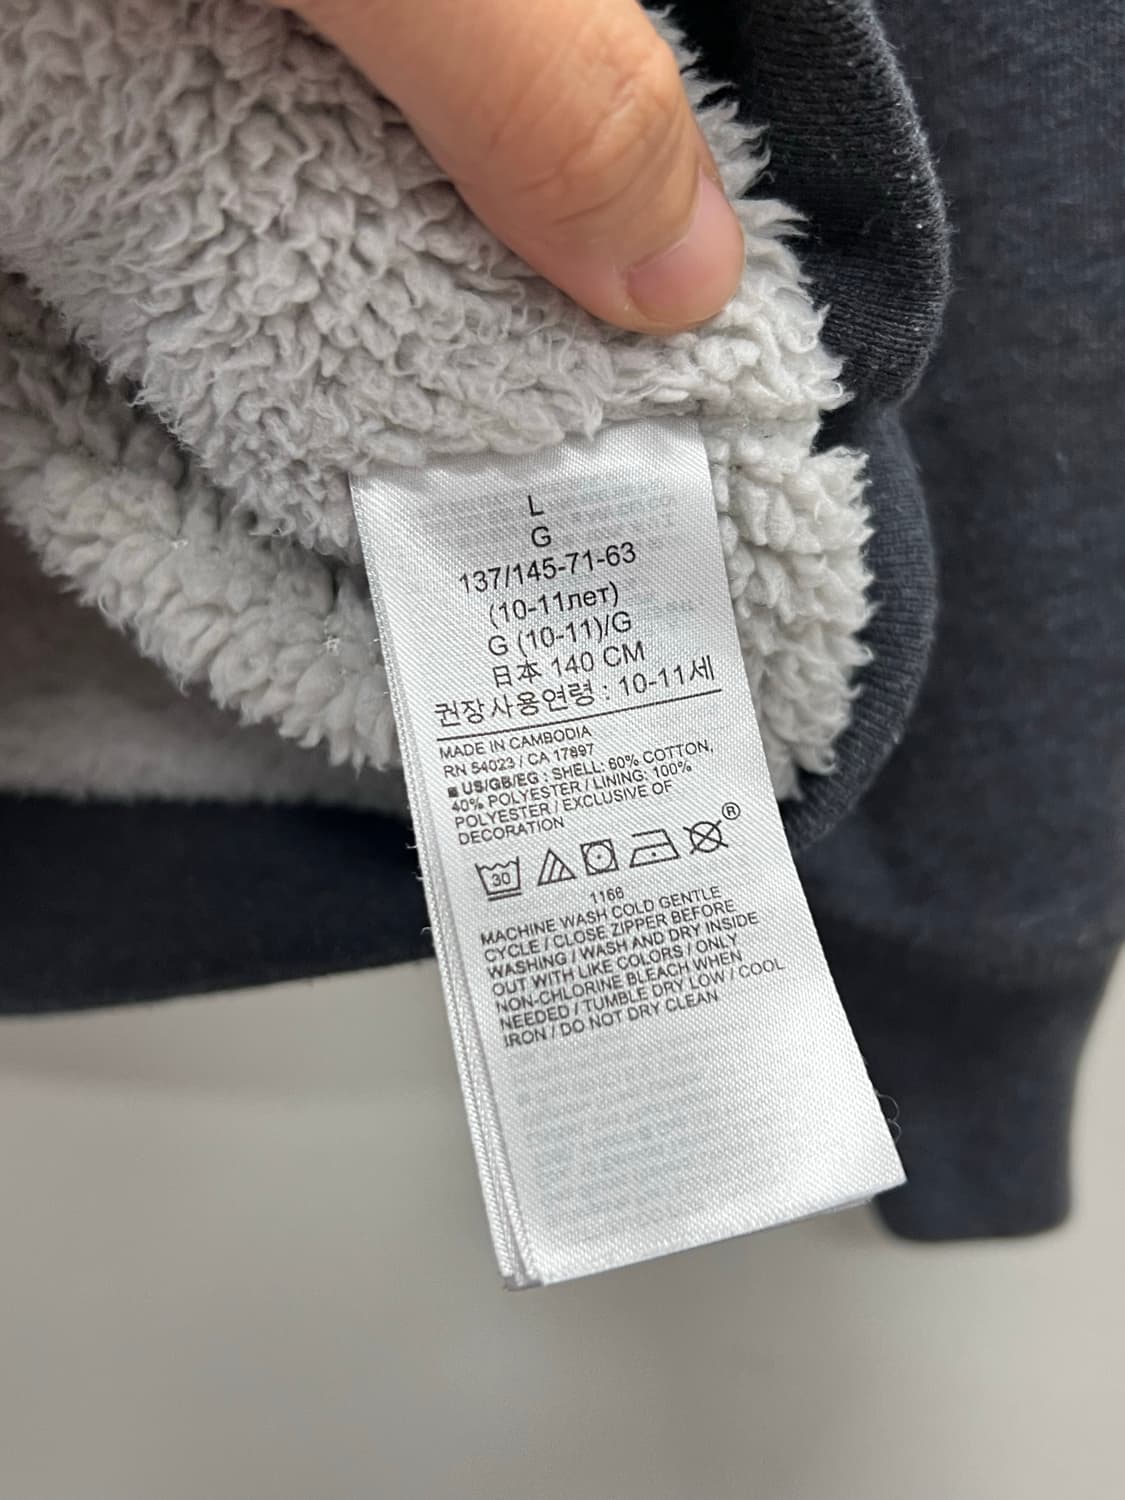 L
G
137/145-71-63
(10-11лет)
G (10-11)/G
日本 140 CM
권장사용연령 : 10-11세
MADE IN CAMBODIA
RN 54023 / CA 17897
■ US/GB/EG : SHELL: 60% COTTON,
40% POLYESTER / LINING: 100%
POLYESTER / EXCLUSIVE OF
DECORATION
30
®
1166
MACHINE WASH COLD GENTLE
CYCLE / CLOSE ZIPPER BEFORE
WASHING / WASH AND DRY INSIDE
OUT WITH LIKE COLORS / ONLY
NON-CHLORINE BLEACH WHEN
NEEDED / TUMBLE DRY LOW / COOL
IRON / DO NOT DRY CLEAN